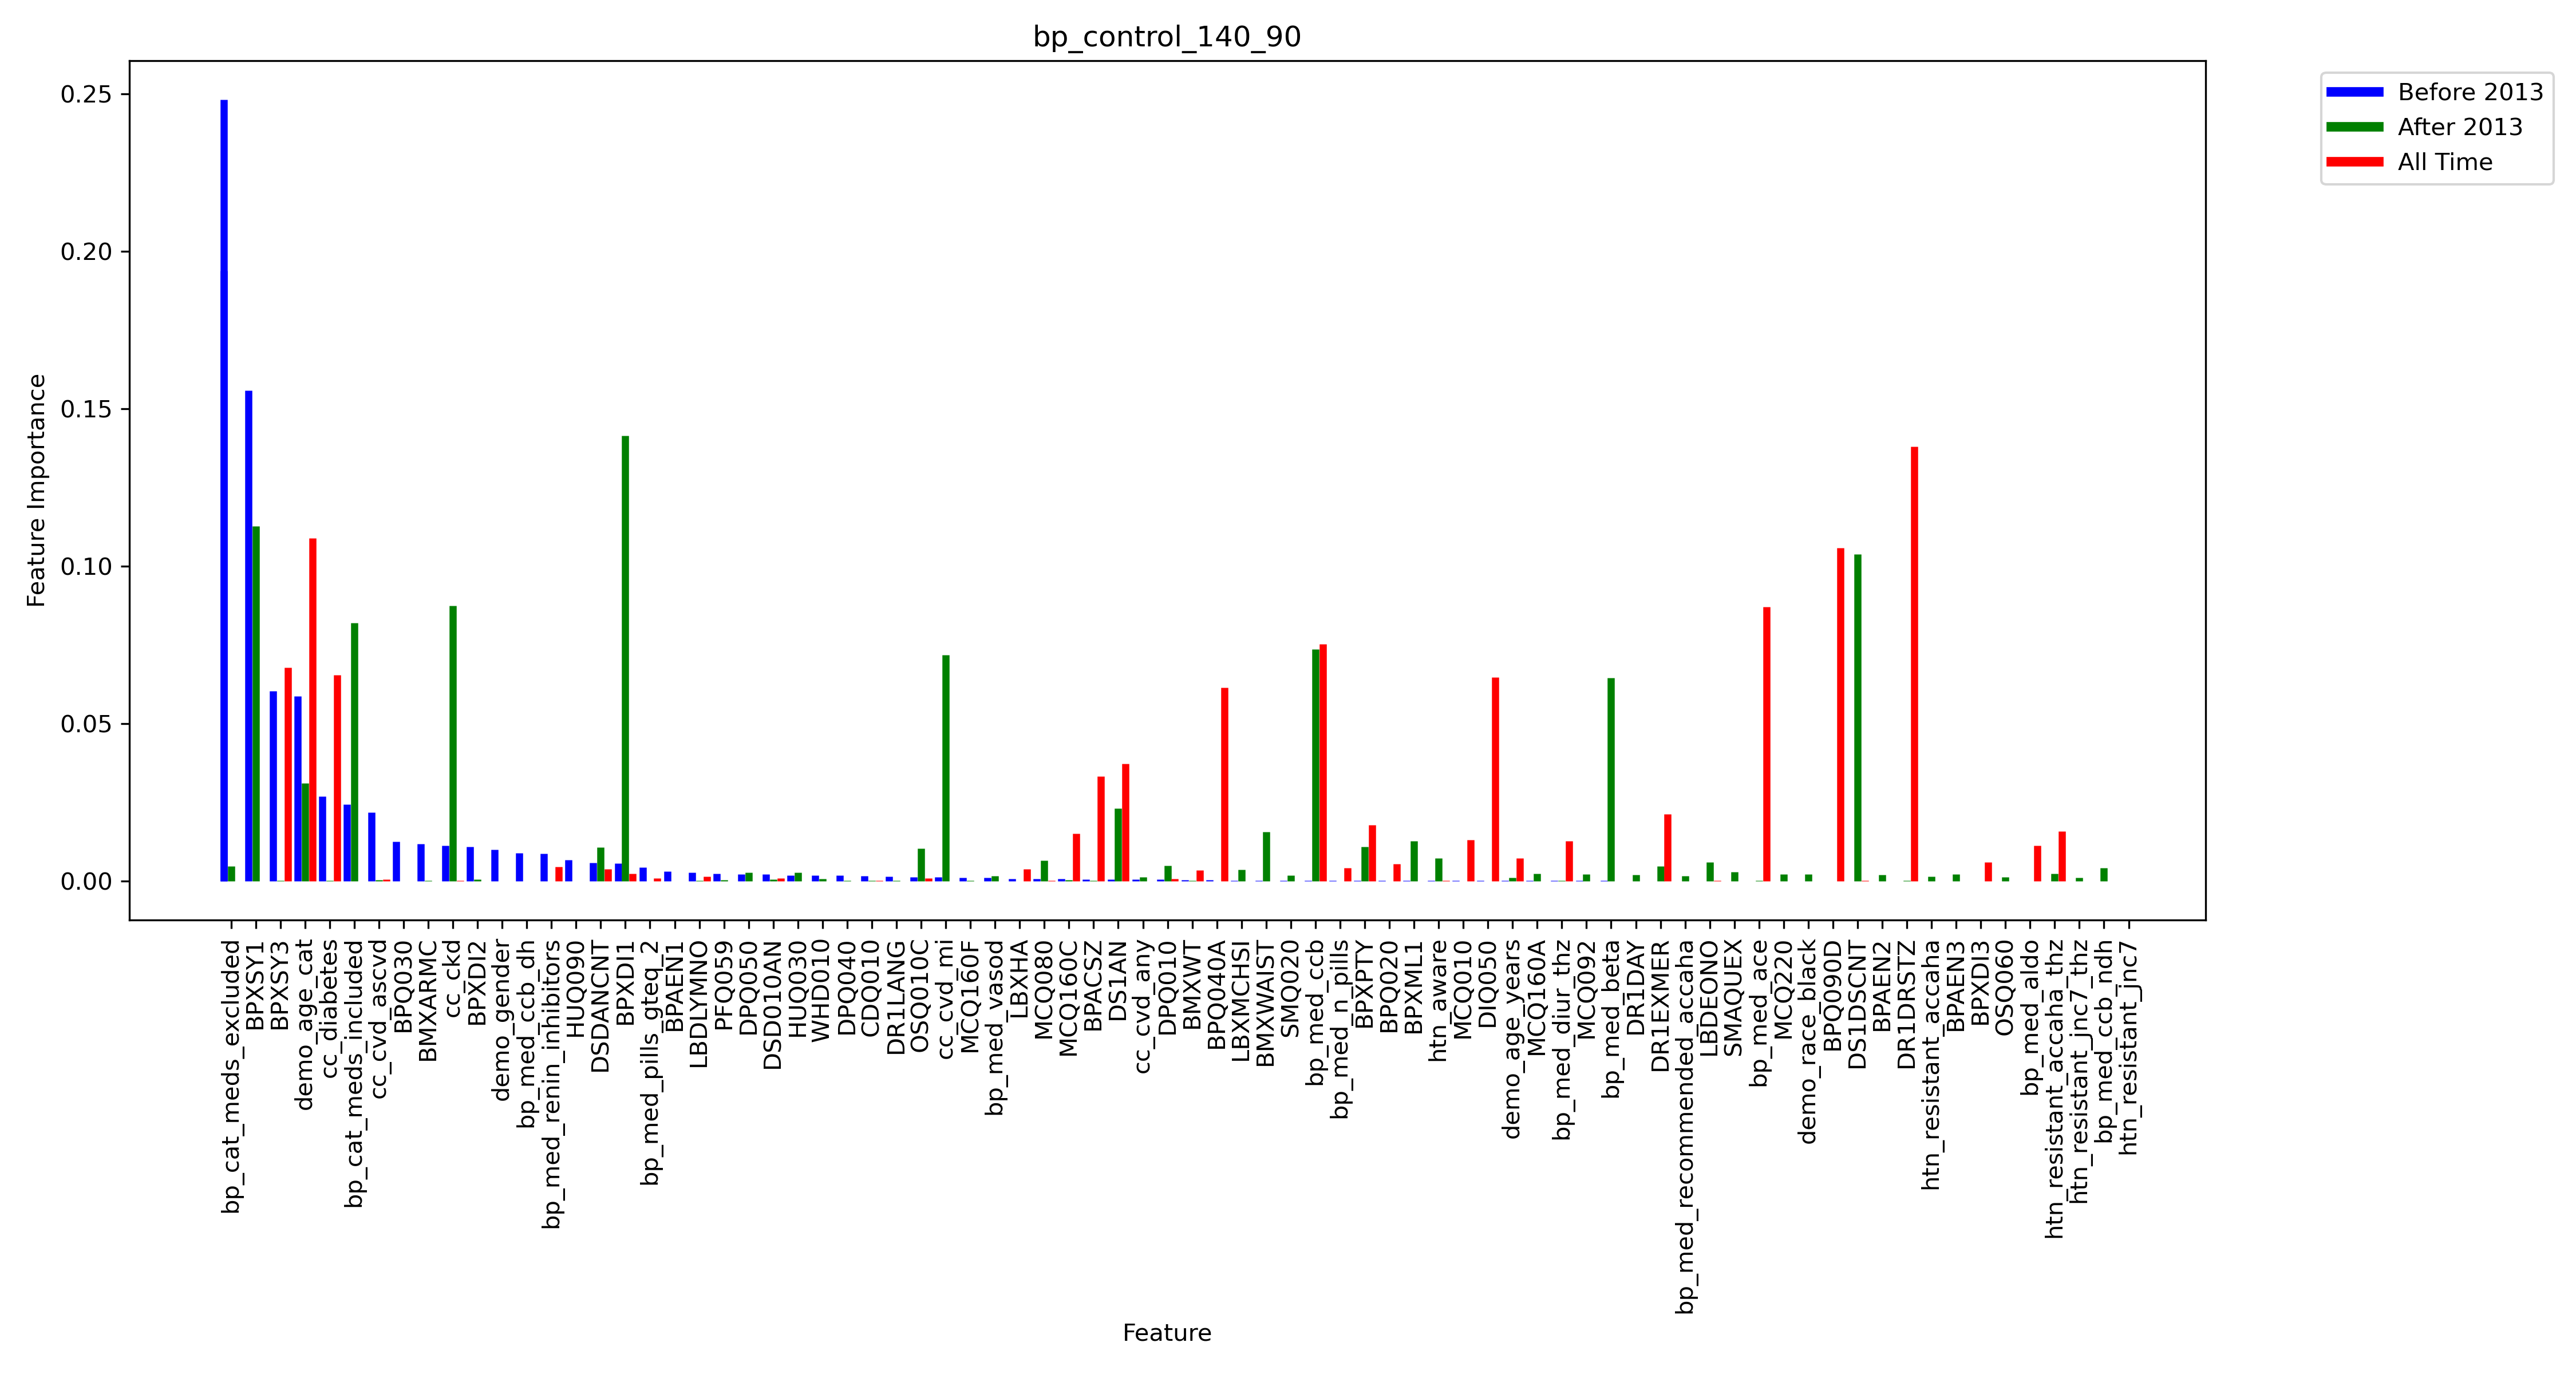 bp_control_140_90
Before 2013
After 2013
All Time
Feature Importance
0.25
0.20
0.15
0.10
0.05
0.00
bp_cat_meds_excluded
BPXSY1
BPXSY3
demo_age_cat
cc_diabetes
bp_cat_meds_included
cc_cvd_ascvd
BPQ030
BMXARMC
cc_ckd
BPXDI2
demo_gender
bp_med_ccb_dh
bp_med_renin_inhibitors
HUQ090
DSDANCNT
BPXDI1
bp_med_pills_gteq_2
BPAEN1
LBDLYMNO
PFQ059
DPQ050
DSD010AN
HUQ030
WHD010
DPQ040
CDQ010
DR1LANG
OSQ010C
cc_cvd_mi
MCQ160F
bp_med_vasod
LBXHA
MCQ080
MCQ160C
BPACSZ
DS1AN
cc_cvd_any
DPQ010
BMXWT
BPQ040A
LBXMCHSI
BMXWAIST
SMQ020
bp_med_ccb
bp_med_n_pills
BPXPTY
BPQ020
BPXML1
htn_aware
MCQ010
DIQ050
demo_age_years
MCQ160A
bp_med_diur_thz
MCQ092
bp_med_beta
DR1DAY
DR1EXMER
bp_med_recommended_accaha
LBDEONO
SMAQUEX
bp_med_ace
MCQ220
demo_race_black
BPQ090D
DS1DSCNT
BPAEN2
DR1DRSTZ
htn_resistant_accaha
BPAEN3
BPXDI3
OSQ060
bp_med_aldo
htn_resistant_accaha_thz
htn_resistant_jnc7_thz
bp_med_ccb_ndh
htn_resistant_jnc7
Feature